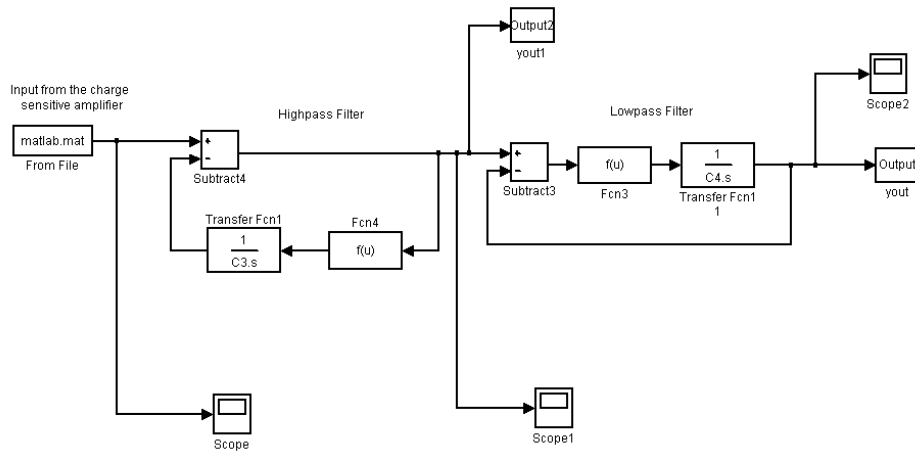 Output2
yout1
Input from the charge
sensitive amplifier
Highpass Filter
Lowpass Filter
Scope2
matlab.mat
From File
+
−
Subtract4
+
−
Subtract3
f(u)
Fcn3
1
C4.s
Transfer Fcn1
1
Output
yout
Transfer Fcn1
1
C3.s
Fcn4
f(u)
Scope
Scope1